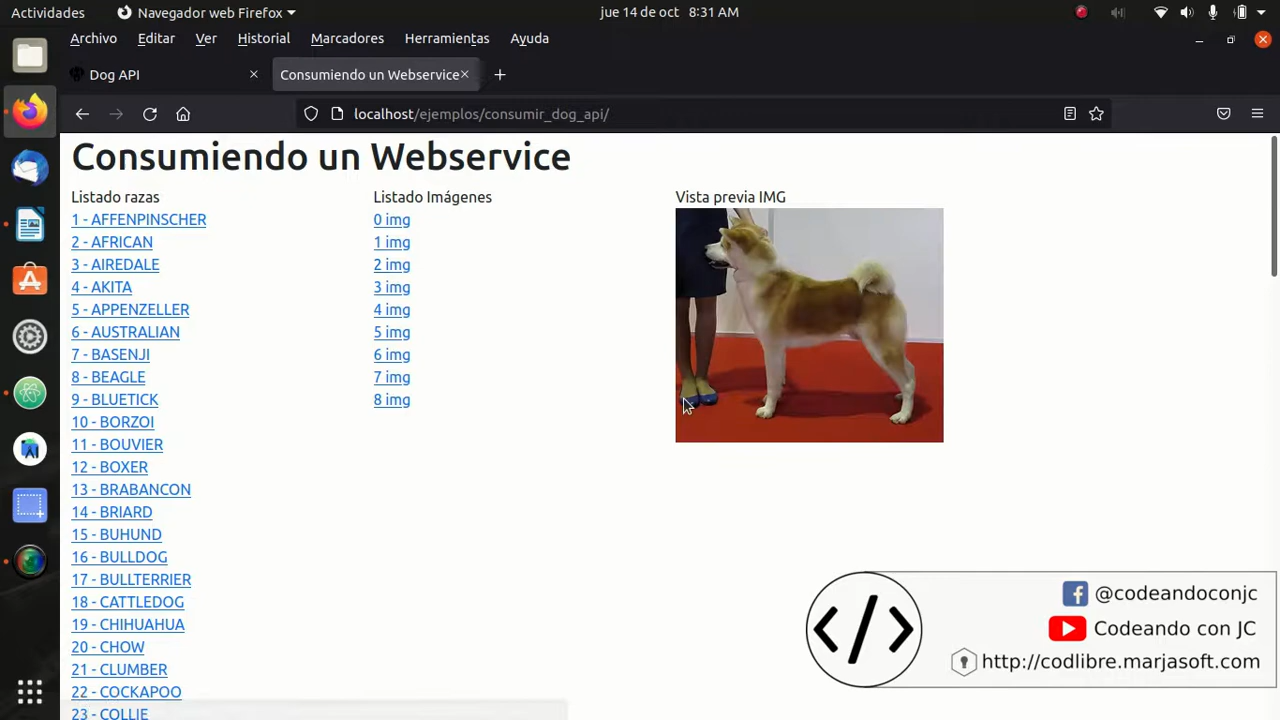 Actividades
Navegador web Firefox
jue 14 de oct 8:31 AM
Archivo Editar Ver Historial Marcadores Herramientas Ayuda
Dog API
Consumiendo un Webservice
localhost/ejemplos/consumir_dog_api/
Consumiendo un Webservice
Listado razas
1 - AFFENPINSCHER
2 - AFRICAN
3 - AIREDALE
4 - AKITA
5 - APPENZELLER
6 - AUSTRALIAN
7 - BASENJI
8 - BEAGLE
9 - BLUETICK
10 - BORZOI
11 - BOUVIER
12 - BOXER
13 - BRABANCON
14 - BRIARD
15 - BUHUND
16 - BULLDOG
17 - BULLTERRIER
18 - CATTLEDOG
19 - CHIHUAHUA
20 - CHOW
21 - CLUMBER
22 - COCKAPOO
23 - COLLIE
Listado Imágenes
0 img
1 img
2 img
3 img
4 img
5 img
6 img
7 img
8 img
Vista previa IMG
</> @codeandoconjc
Codeando con JC
http://codlibre.marjasoft.com